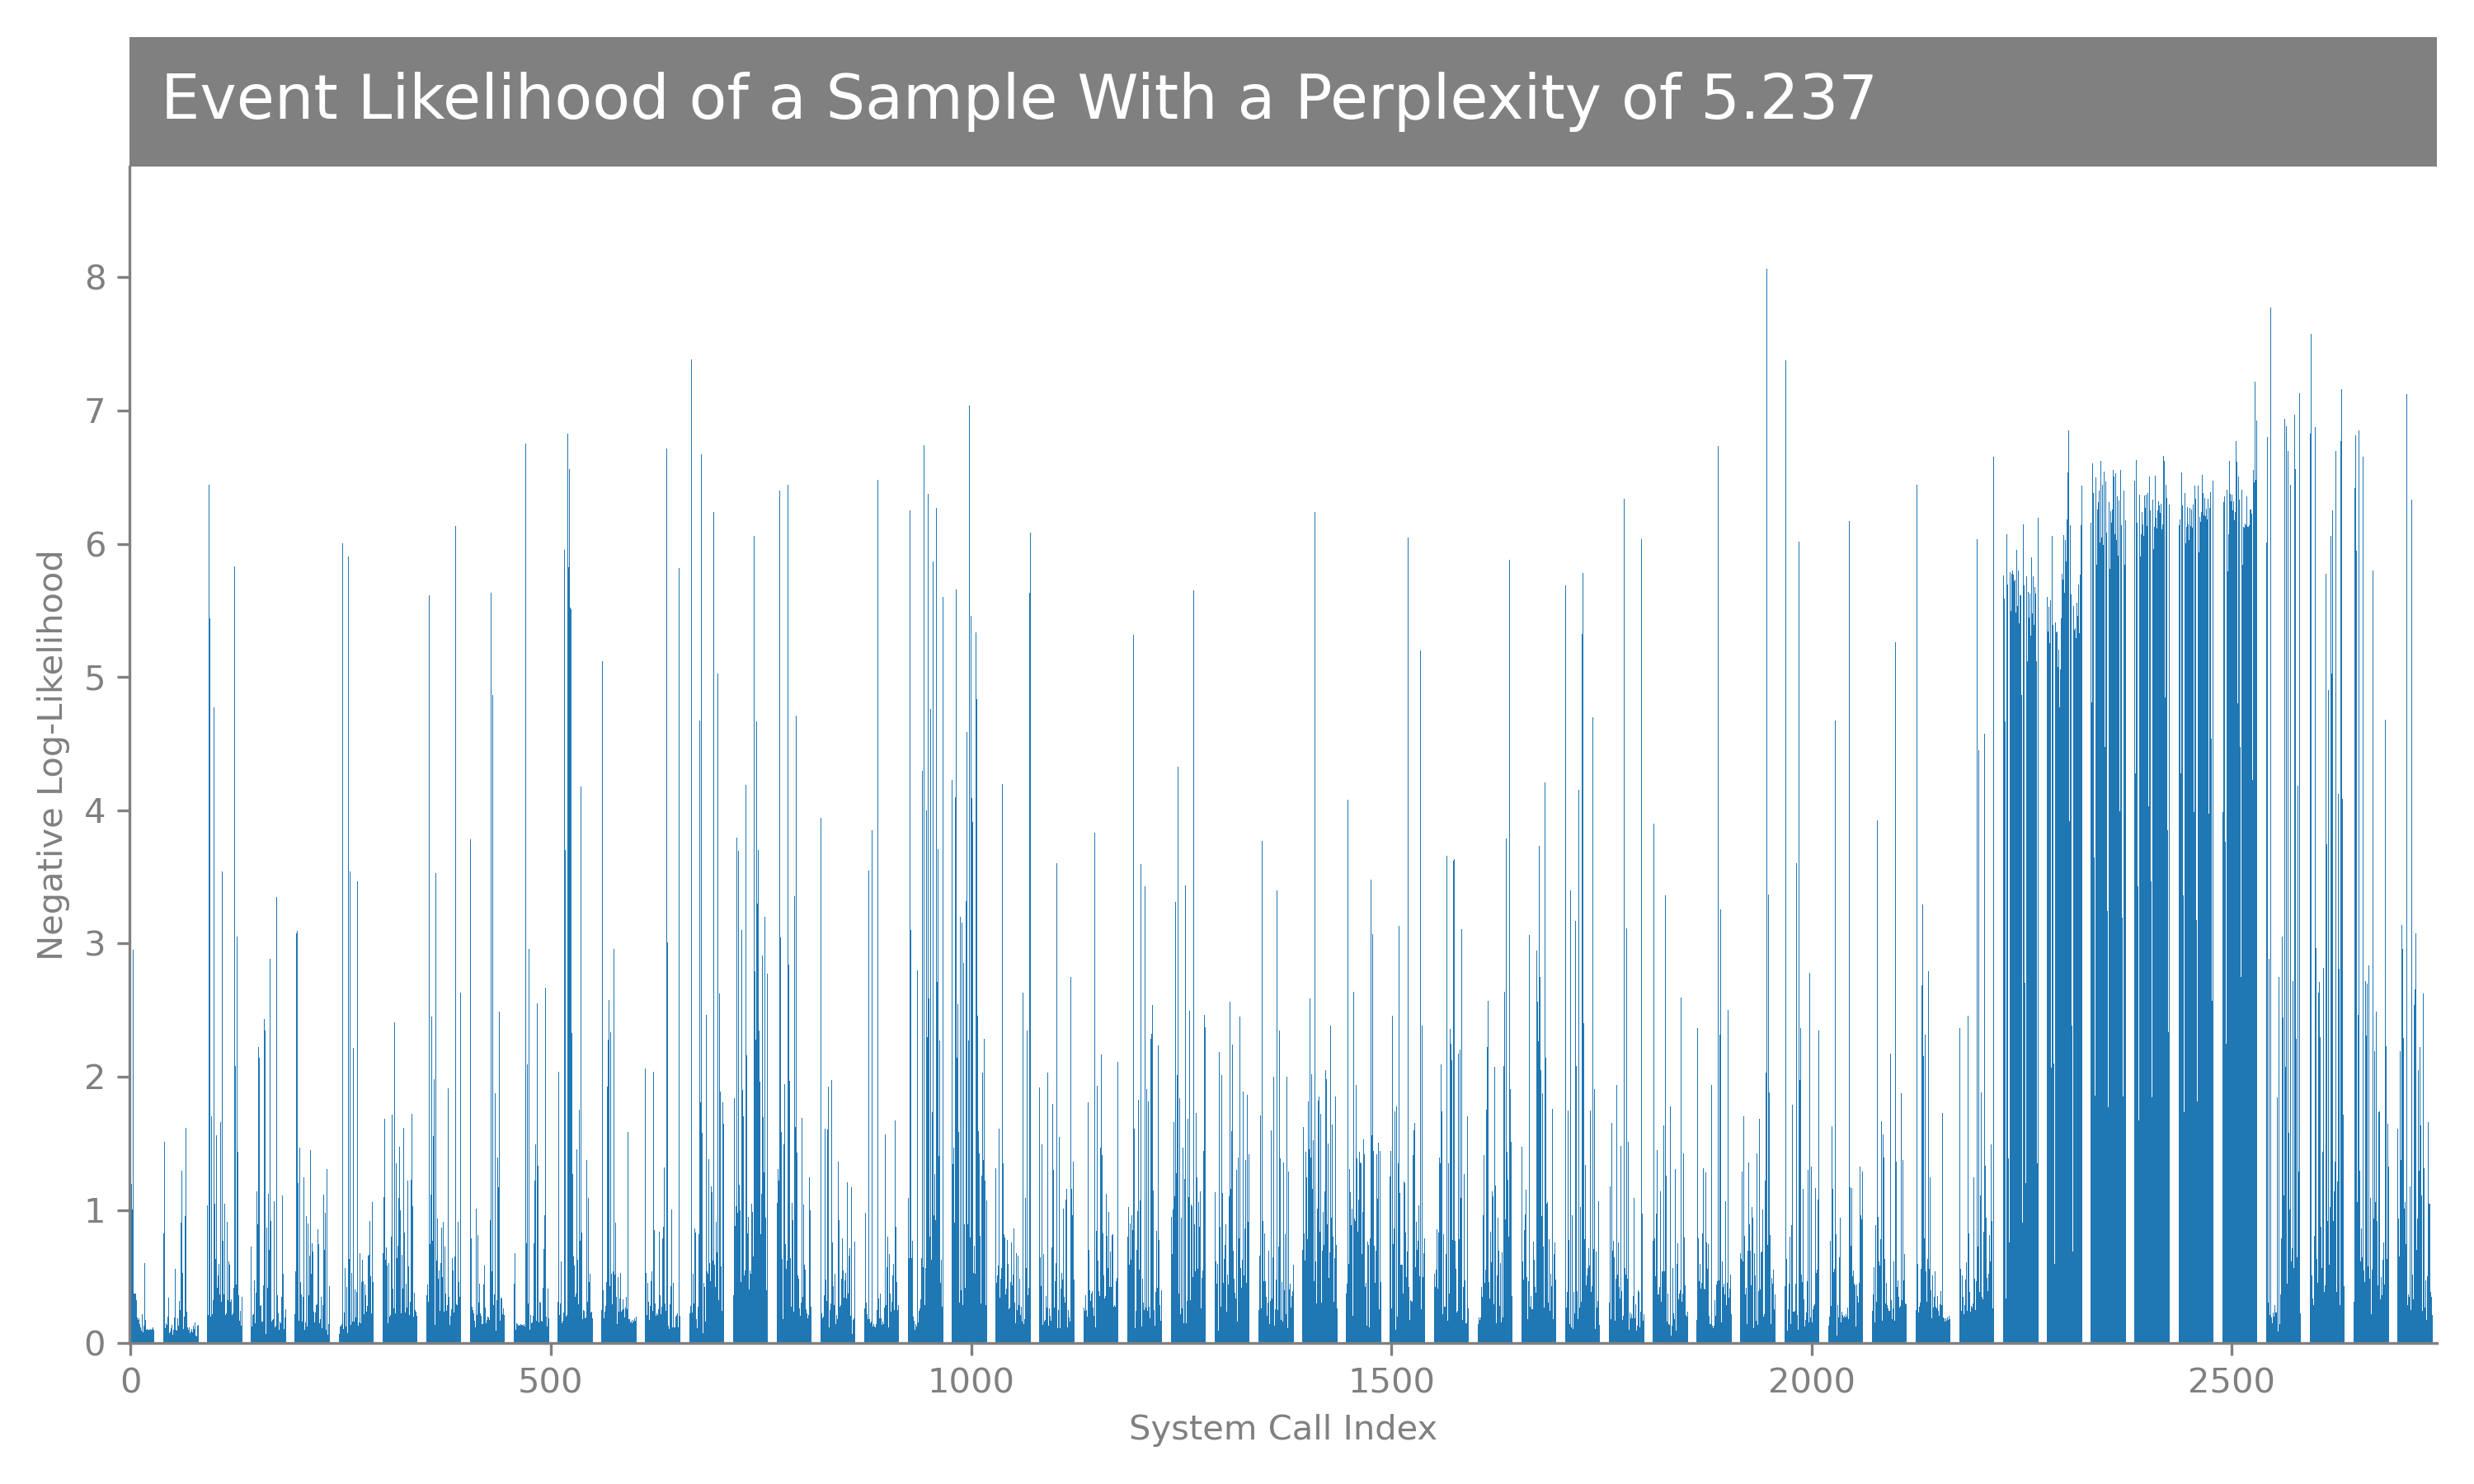 Event Likelihood of a Sample With a Perplexity of 5.237
8
7
6
5
4
3
2
1
0
Negative Log-Likelihood
0 500 1000 1500 2000 2500
System Call Index